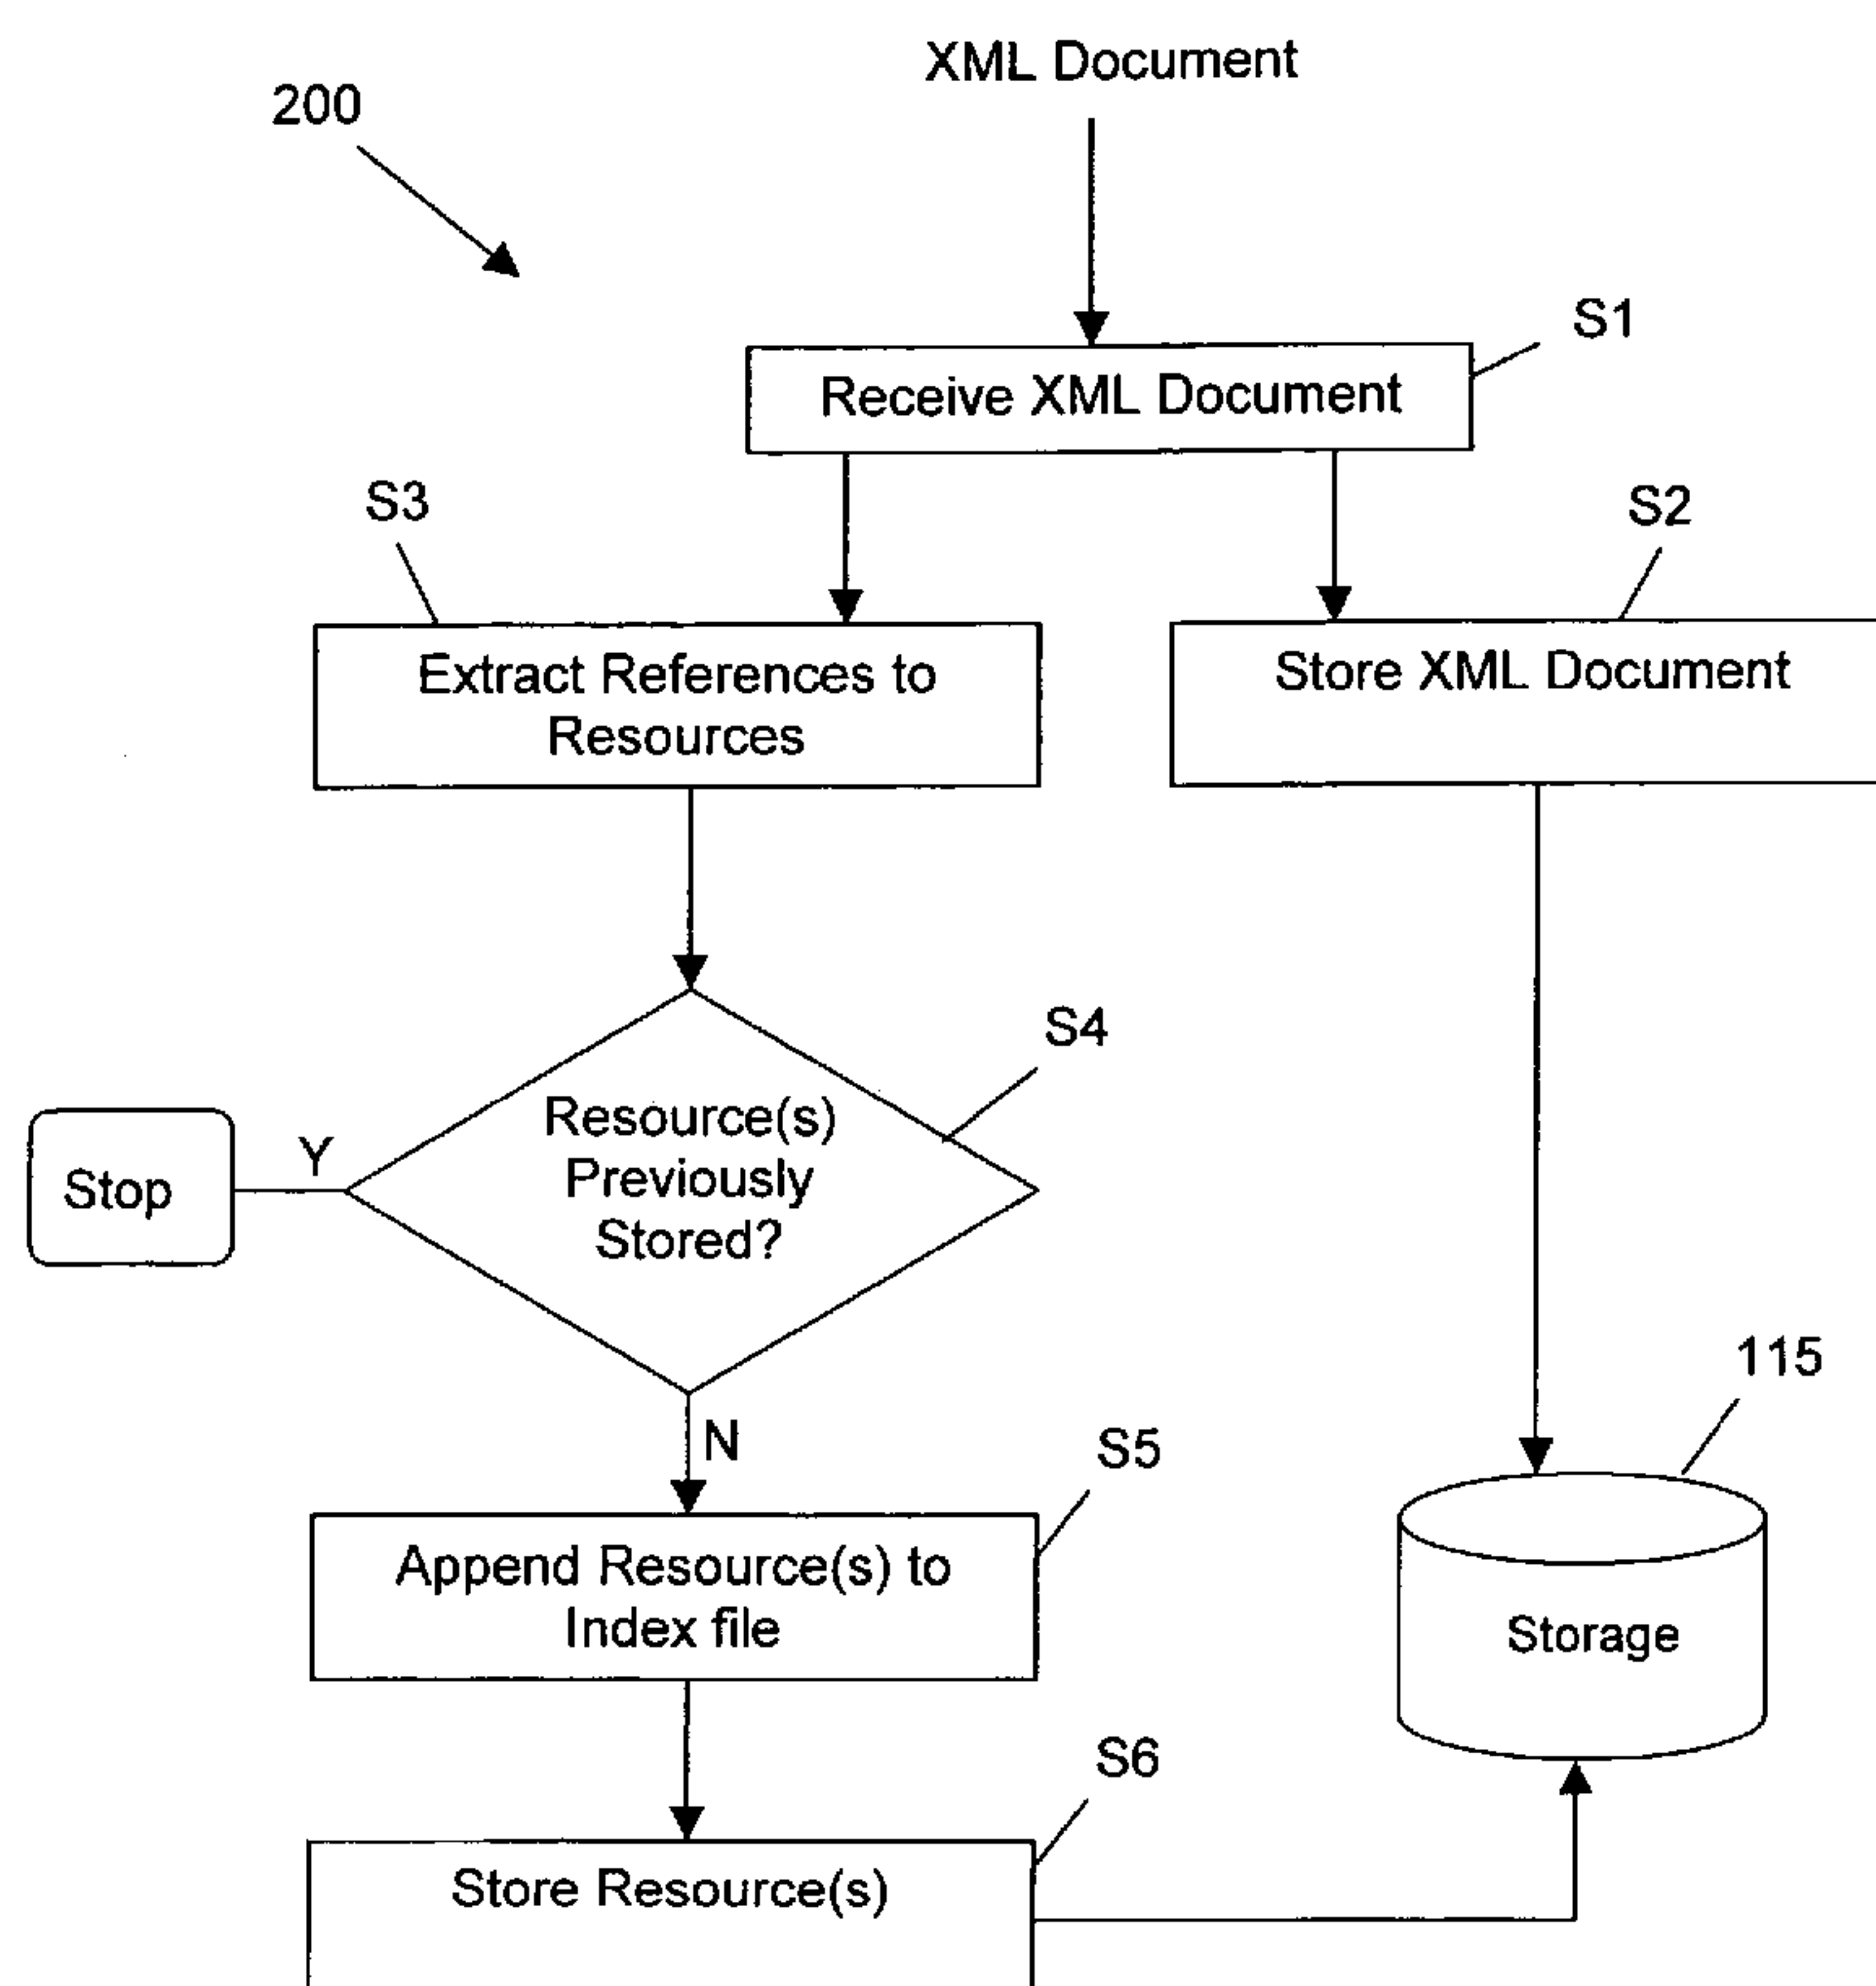 XML Document
200
S1
Receive XML Document
S3
S2
Extract References to
Resources
Store XML Document
S4
Resource(s)
Previously
Stored?
Y
Stop
115
N
S5
Append Resource(s) to
Index file
Storage
S6
Store Resource(s)